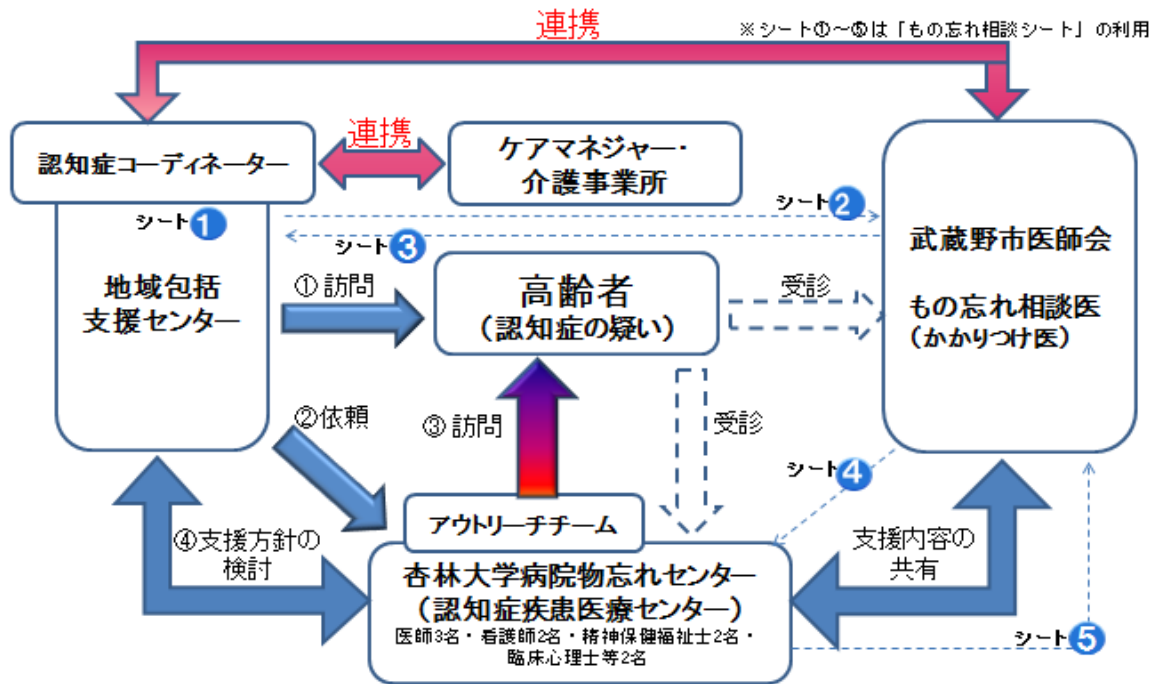 連携
※シート①～⑤は「もの忘れ相談シート」の利用
認知症コーディネーター
連携
ケアマネジャー・
介護事業所
シート1
シート2
シート3
地域包括
支援センター
①訪問
高齢者
(認知症の疑い)
受診
武蔵野市医師会
もの忘れ相談医
(かかりつけ医)
②依頼
③訪問
受診
シート4
アウトリーチチーム
④支援方針の
検討
杏林大学病院物忘れセンター
(認知症疾患医療センター)
医師3名・看護師2名・精神保健福祉士2名・
臨床心理士等2名
支援内容の
共有
シート5